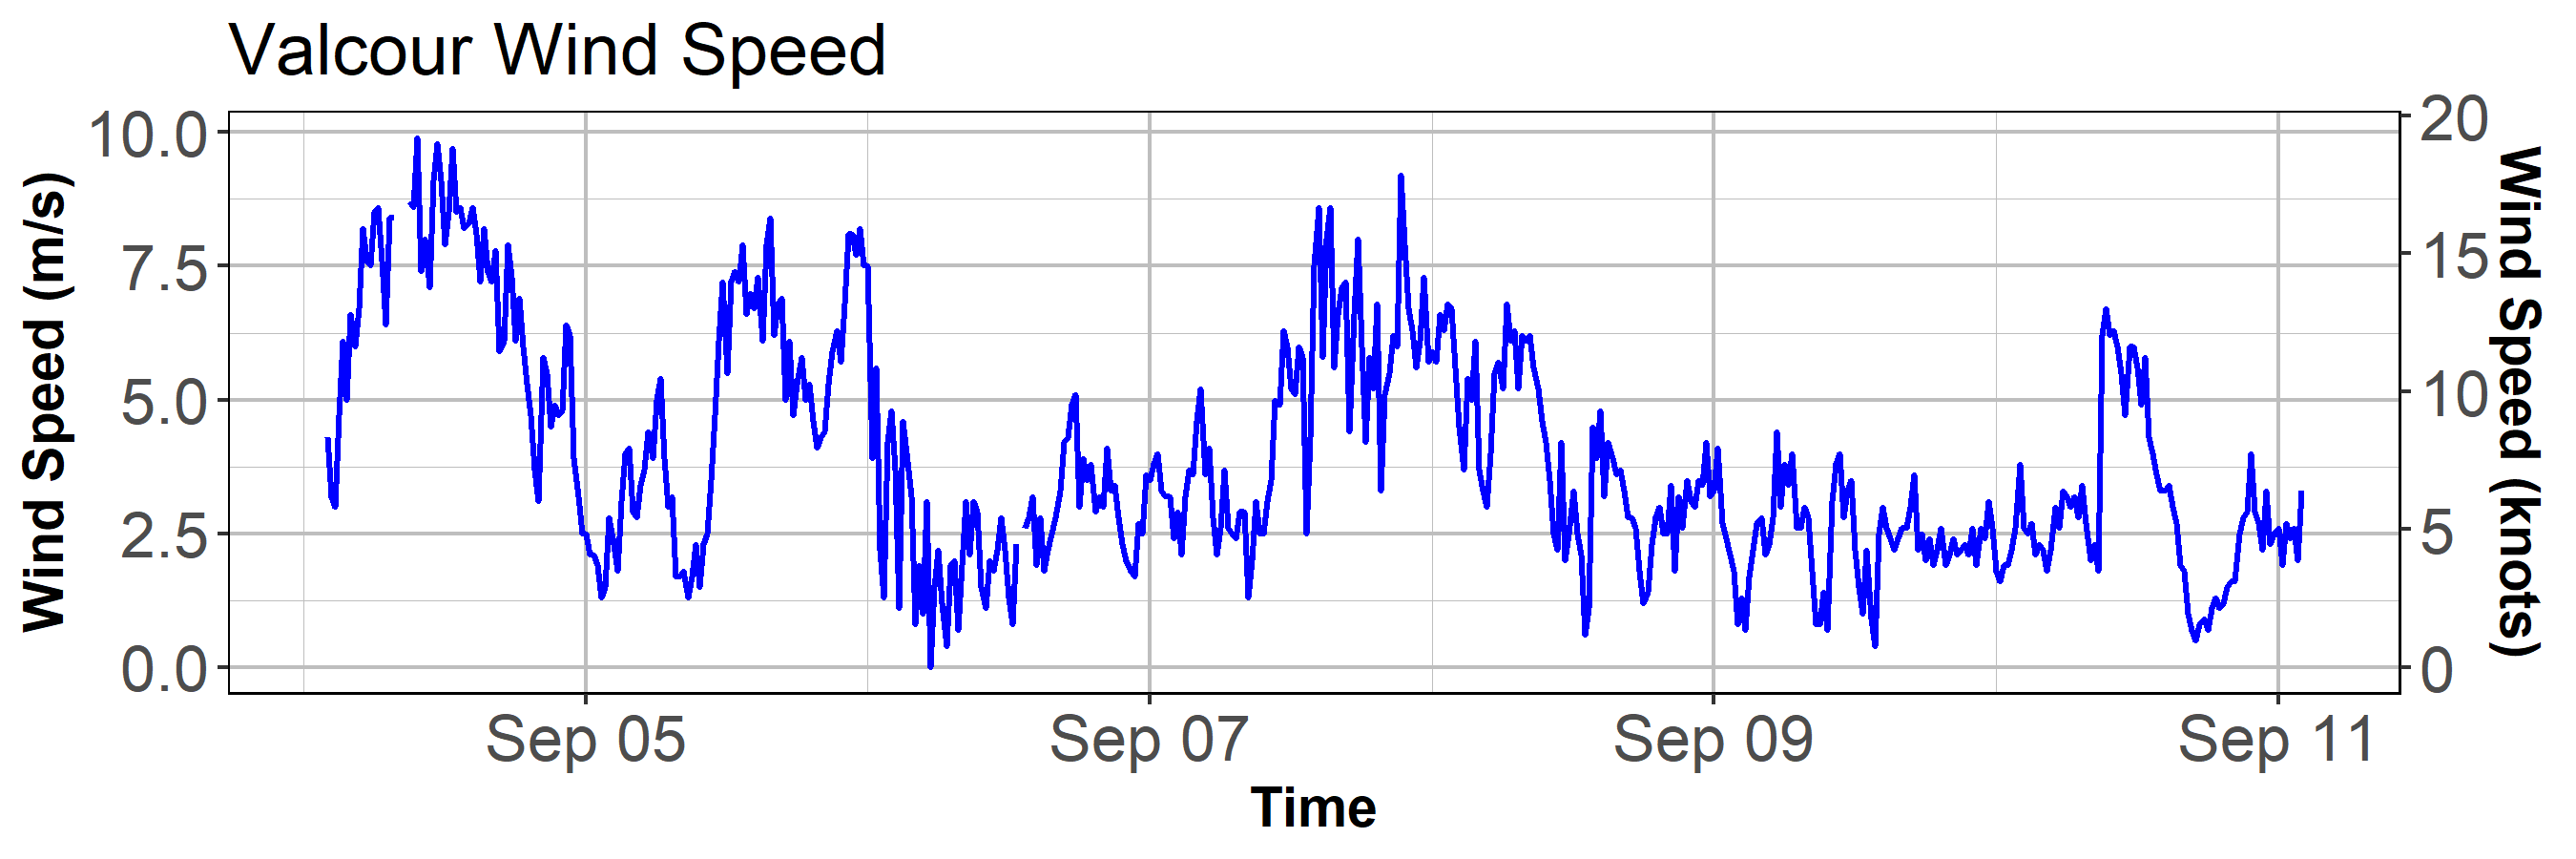 Valcour Wind Speed
Wind Speed (m/s)
10.0
7.5
5.0
2.5
0.0
20
15
10
5
0
Wind Speed (knots)
Sep 05
Sep 07
Sep 09
Sep 11
Time